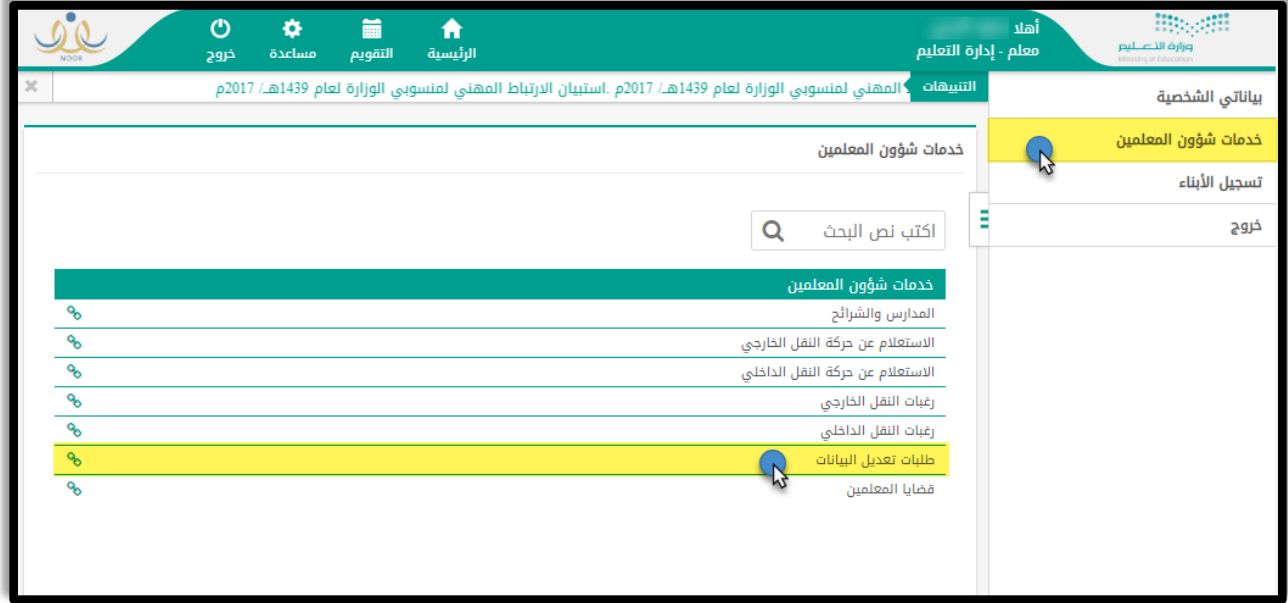 وزارة التعليم
Ministry of Education
أهلا
معلم - إدارة التعليم
الرئيسية
التقويم
مساعدة
خروج
NOOR
بياناتي الشخصية
خدمات شؤون المعلمين
تسجيل الأبناء
خروج
التنبيهات
المهني لمنسوبي الوزارة لعام 1439هـ/ 2017م .استبيان الارتباط المهني لمنسوبي الوزارة لعام 1439هـ/ 2017م
خدمات شؤون المعلمين
اكتب نص البحث
خدمات شؤون المعلمين
المدارس والشرائح
الاستعلام عن حركة النقل الخارجي
الاستعلام عن حركة النقل الداخلي
رغبات النقل الخارجي
رغبات النقل الداخلي
طلبات تعديل البيانات
قضايا المعلمين